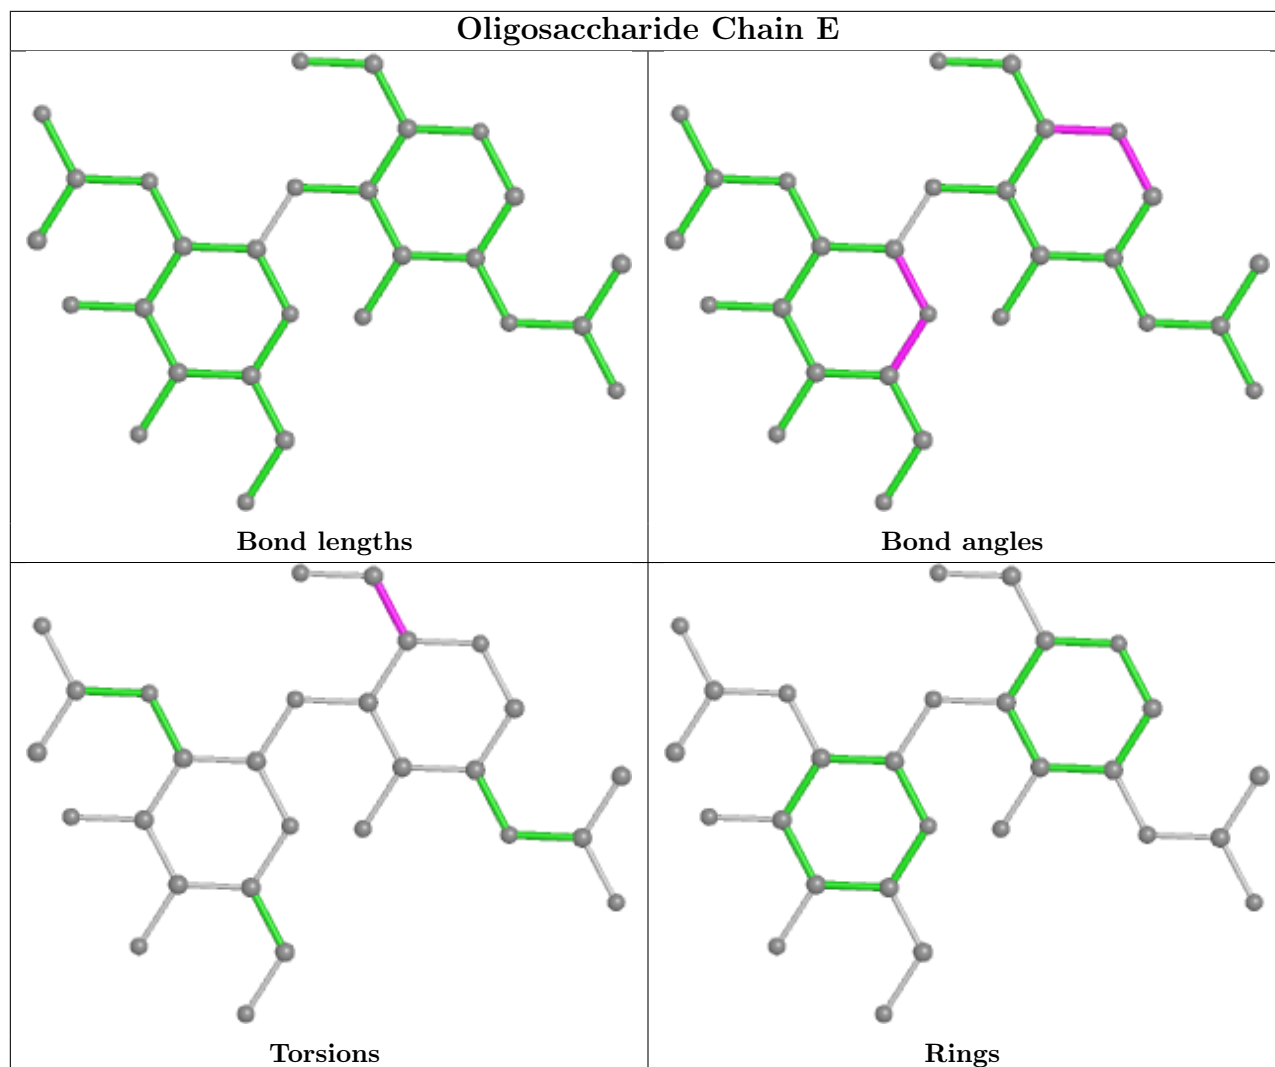 Oligosaccharide Chain E
Bond lengths
Bond angles
Torsions
Rings